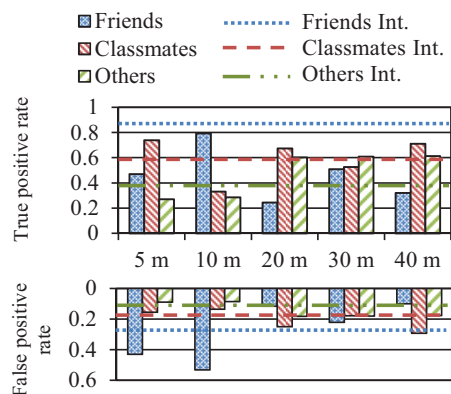 Friends
Friends Int.
Classmates
Classmates Int.
Others
Others Int.
True positive rate
1
0.8
0.6
0.4
0.2
0
5 m 10 m 20 m 30 m 40 m
False positive
rate
0
0.2
0.4
0.6